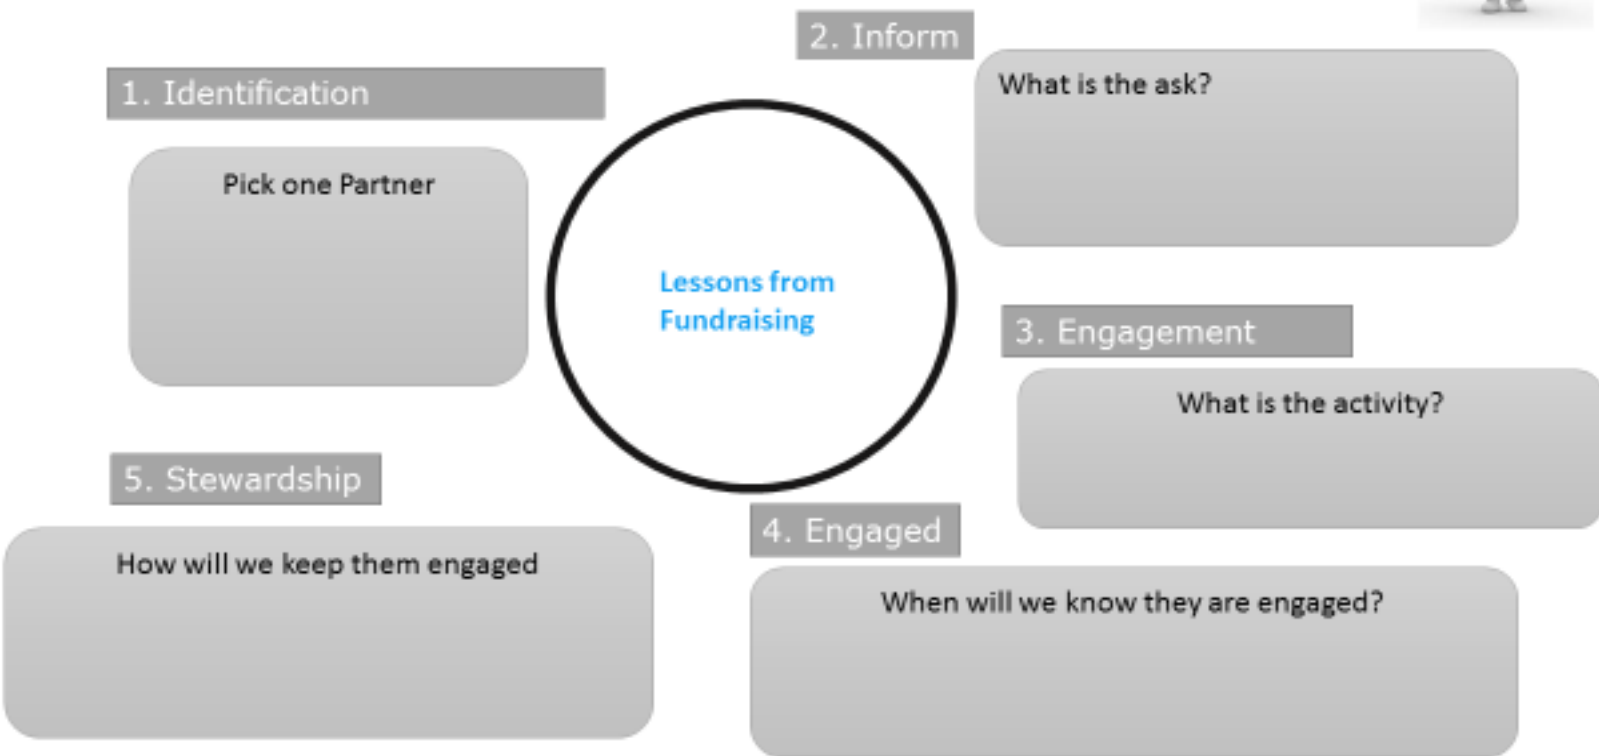 1. Identification
Pick one Partner
2. Inform
What is the ask?
Lessons from
Fundraising
3. Engagement
What is the activity?
4. Engaged
When will we know they are engaged?
5. Stewardship
How will we keep them engaged